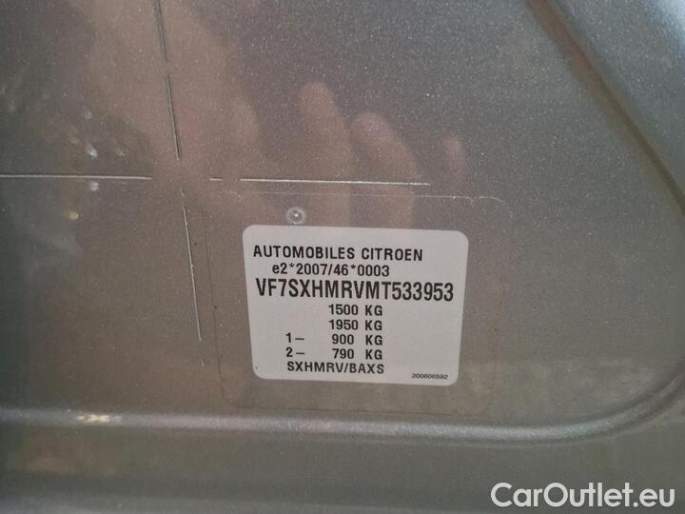 AUTOMOBILES CITROEN
e2*2007/46*0003
VF7SXHMRVMT533953
1500 KG
1950 KG
1- 900 KG
2- 790 KG
SXHMRV/BAXS
200606592
CarOutlet.eu